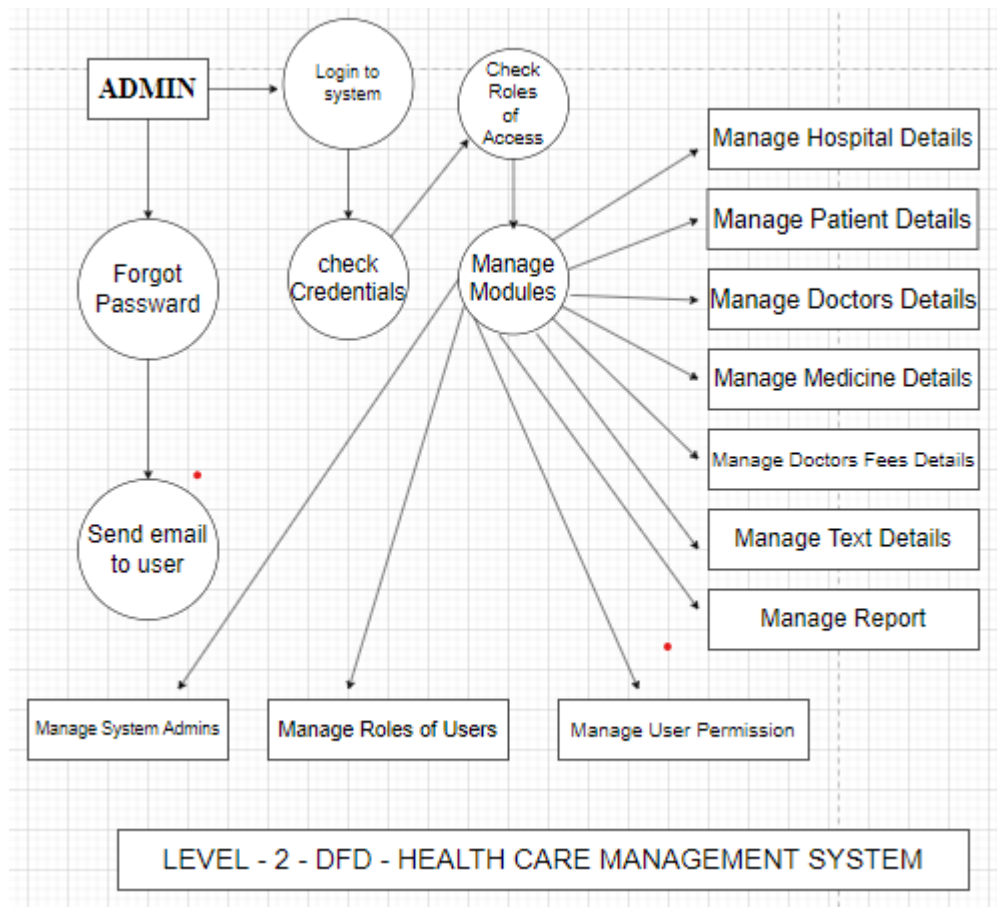 ADMIN
Login to
system
Check
Roles
of
Access
Manage Hospital Details
Manage Patient Details
Forgot
Passward
check
Credentials
Manage
Modules
Manage Doctors Details
Manage Medicine Details
Manage Doctors Fees Details
Send email
to user
Manage Text Details
Manage Report
Manage System Admins
Manage Roles of Users
Manage User Permission
LEVEL - 2 - DFD - HEALTH CARE MANAGEMENT SYSTEM